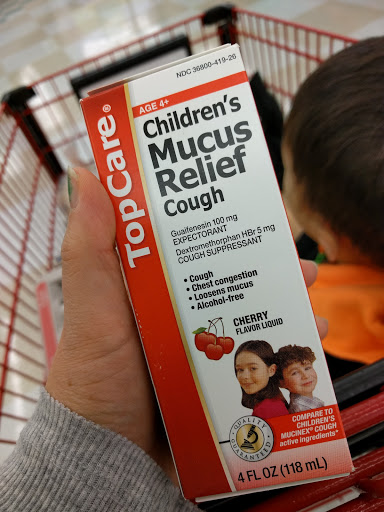 NDC 36800-419-26
TopCare®
AGE 4+
Children's
Mucus
Relief
Cough
Guaifenesin 100 mg
EXPECTORANT
Dextromethorphan HBr 5 mg
COUGH SUPPRESSANT
• Cough
• Chest congestion
• Loosens mucus
• Alcohol-free
CHERRY
FLAVOR LIQUID
QUALITY
GUARANTEED
COMPARE TO
CHILDREN'S
MUCINEX® COUGH
active ingredients*
4 FL OZ (118 mL)